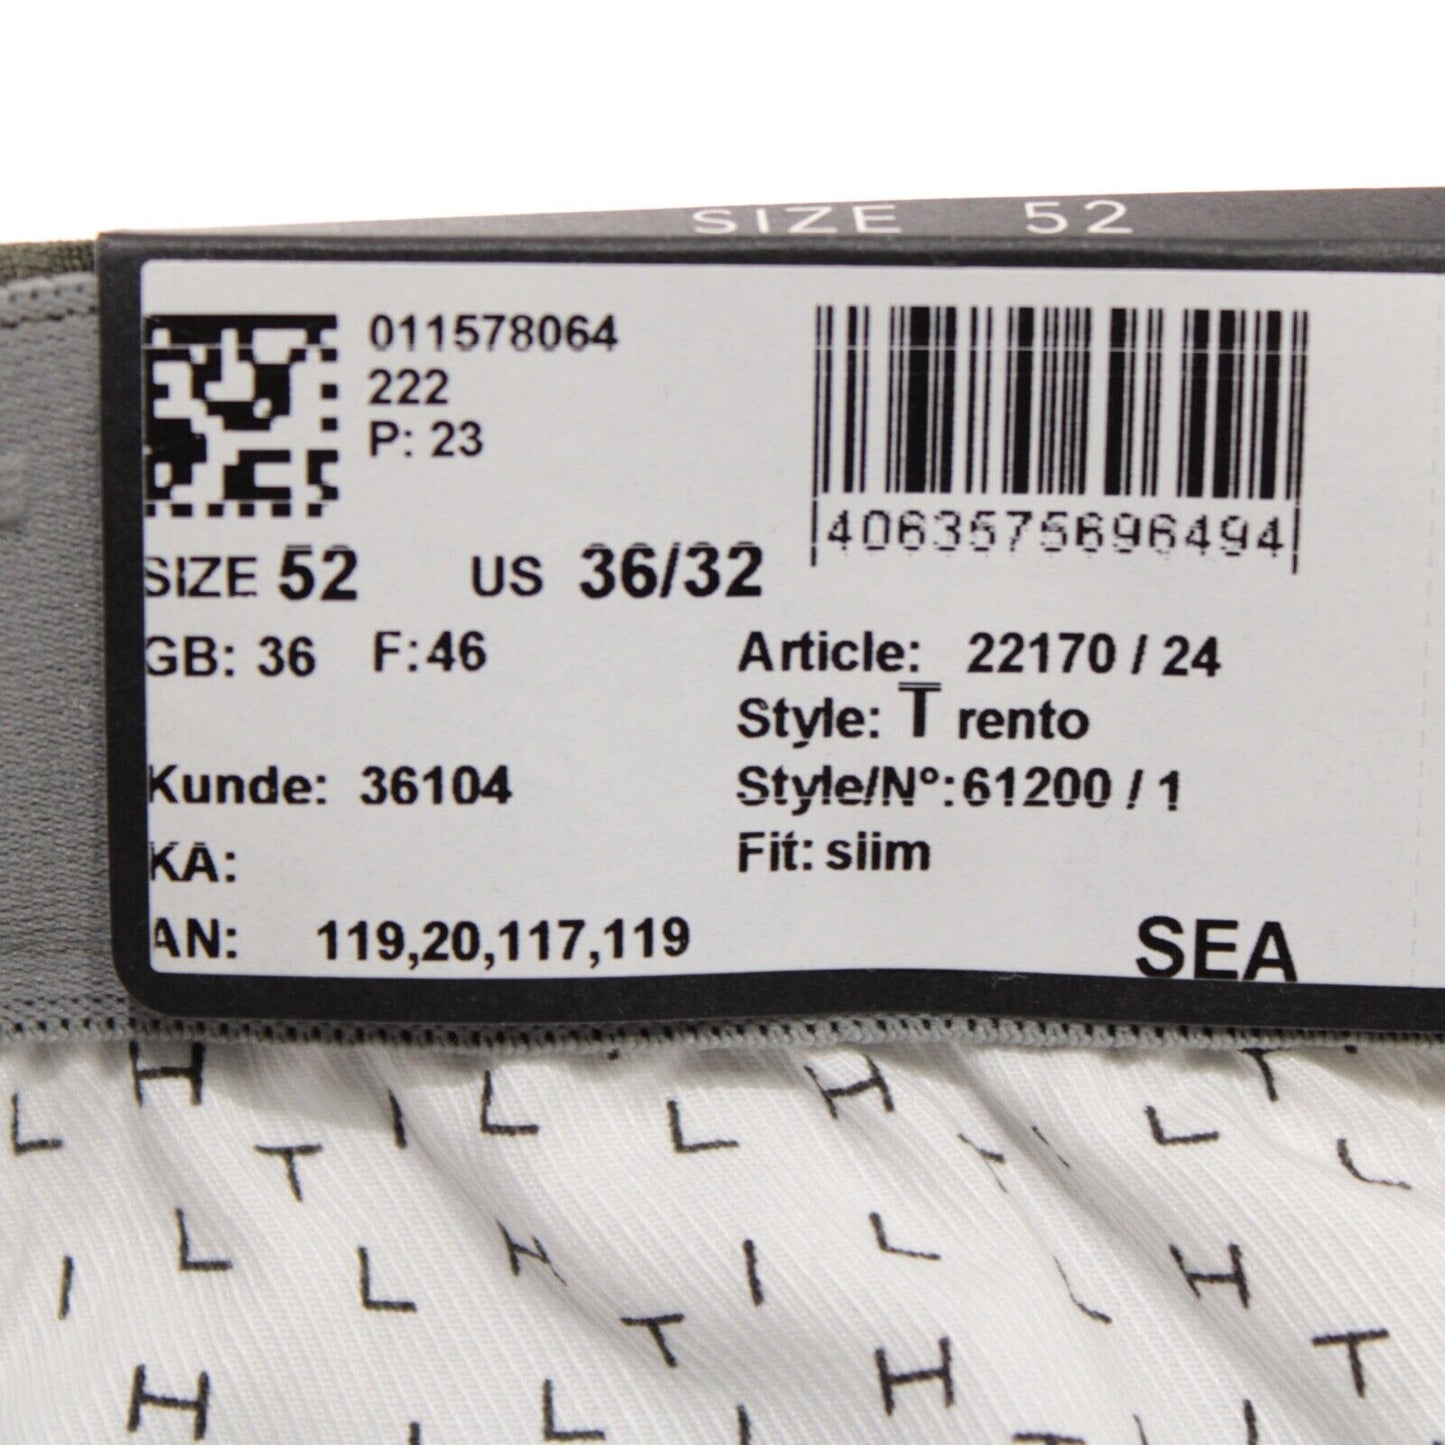 SIZE 52
011578064
222
P: 23
4063575696494
SIZE 52 US 36/32
GB: 36 F:46
Article: 22170 / 24
Style: Trento
Kunde: 36104
Style/N°:61200 / 1
KA:
Fit: slim
AN: 119,20,117,119
SEA
H L I L L H T L L
T
L H L H
I L I T
T
H H
L
I I T I